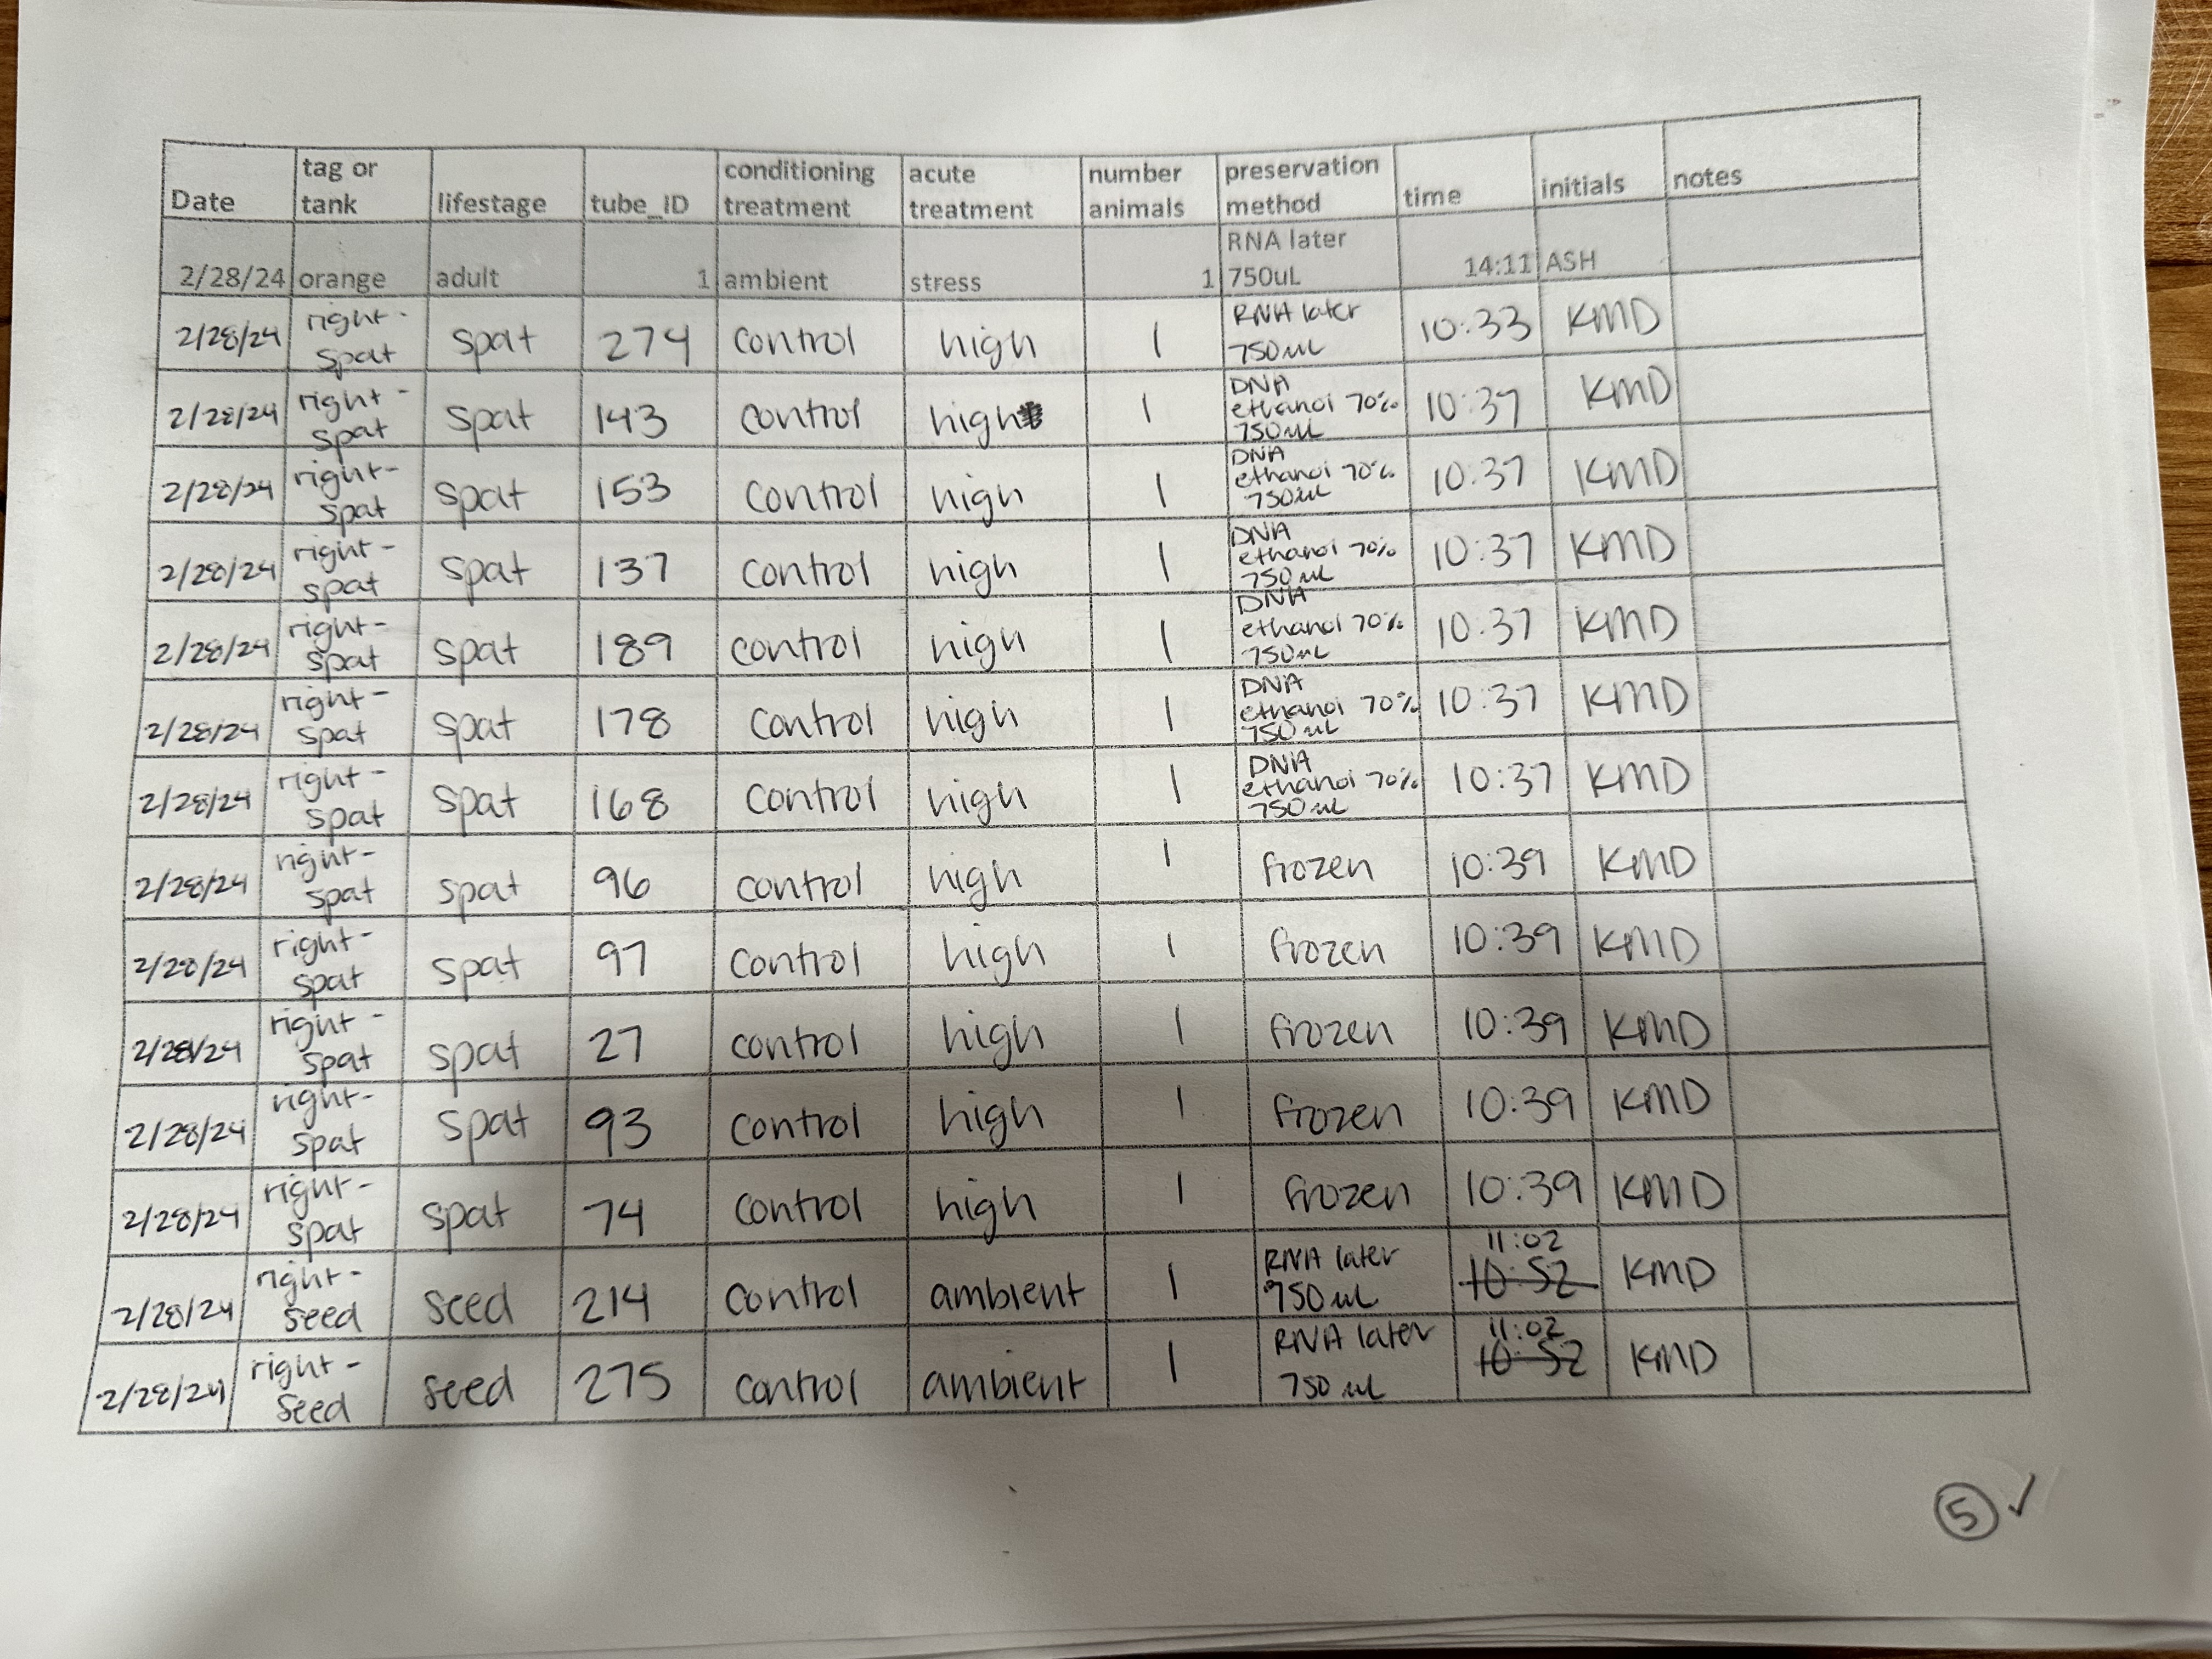 Date tag or tank lifestage tube_ID conditioning treatment acute treatment number animals preservation method time initials notes
2/28/24 orange adult 1 ambient stress 1 RNA later 750uL 14:11 ASH
2/28/24 right - spat spat 274 control high 1 RNA later 750uL 10:33 KMD
2/28/24 right - spat spat 143 control high 1 DNA ethanol 70% 750uL 10:37 KMD
2/28/24 right - spat spat 153 control high 1 DNA ethanol 70% 750uL 10:37 KMD
2/28/24 right - spat spat 137 control high 1 DNA ethanol 70% 750uL 10:37 KMD
2/28/24 right - spat spat 189 control high 1 DNA ethanol 70% 750uL 10:37 KMD
2/28/24 right - spat spat 178 control high 1 DNA ethanol 70% 750uL 10:37 KMD
2/28/24 right - spat spat 168 control high 1 DNA ethanol 70% 750uL 10:37 KMD
2/28/24 right - spat spat 96 control high 1 frozen 10:39 KMD
2/28/24 right - spat spat 97 control high 1 frozen 10:39 KMD
2/28/24 right - spat spat 27 control high 1 frozen 10:39 KMD
2/28/24 right - spat spat 93 control high 1 frozen 10:39 KMD
2/28/24 right - spat spat 74 control high 1 frozen 10:39 KMD
2/28/24 right - seed seed 214 control ambient 1 RNA later 750uL 11:02 10:52 KMD
2/28/24 right - seed seed 275 control ambient 1 RNA later 750uL 11:02 10:52 KMD
5